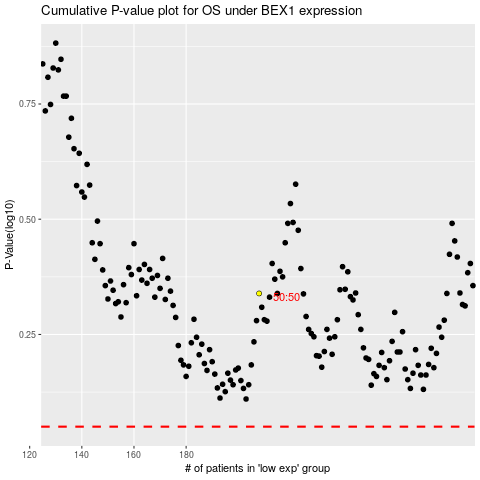 Cumulative P-value plot for OS under BEX1 expression
P-Value(log10)
0.75
0.50
0.25
50:50
120 140 160 180
# of patients in 'low exp' group